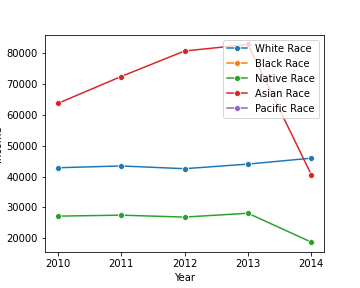 80000
70000
60000
50000
40000
30000
20000
White Race
Black Race
Native Race
Asian Race
Pacific Race
2010 2011 2012 2013 2014
Year